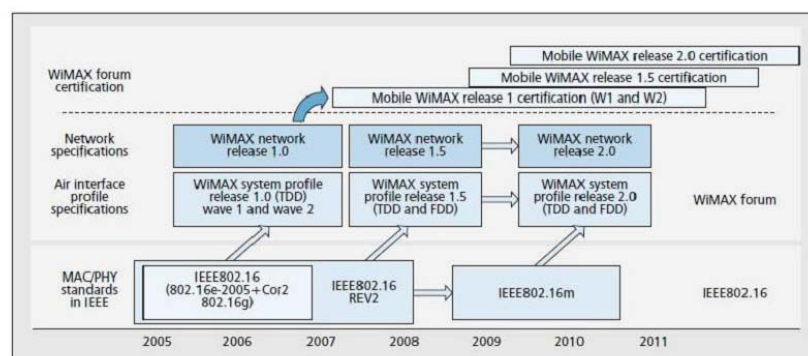 Mobile WiMAX release 2.0 certification
WiMAX forum
certification
Mobile WiMAX release 1.5 certification
Mobile WiMAX release 1 certification (W1 and W2)
Network
specifications
WiMAX network
release 1.0
WiMAX network
release 1.5
WiMAX network
release 2.0
Air interface
profile
specifications
WiMAX system profile
release 1.0 (TDD)
wave 1 and wave 2
WiMAX system
profile release 1.5
(TDD and FDD)
WiMAX system
profile release 2.0
(TDD and FDD)
WiMAX forum
MAC/PHY
standards
in IEEE
IEEE802.16
(802.16e-2005+Cor2
802.16g)
IEEE802.16
REV2
IEEE802.16m
IEEE802.16
2005 2006 2007 2008 2009 2010 2011